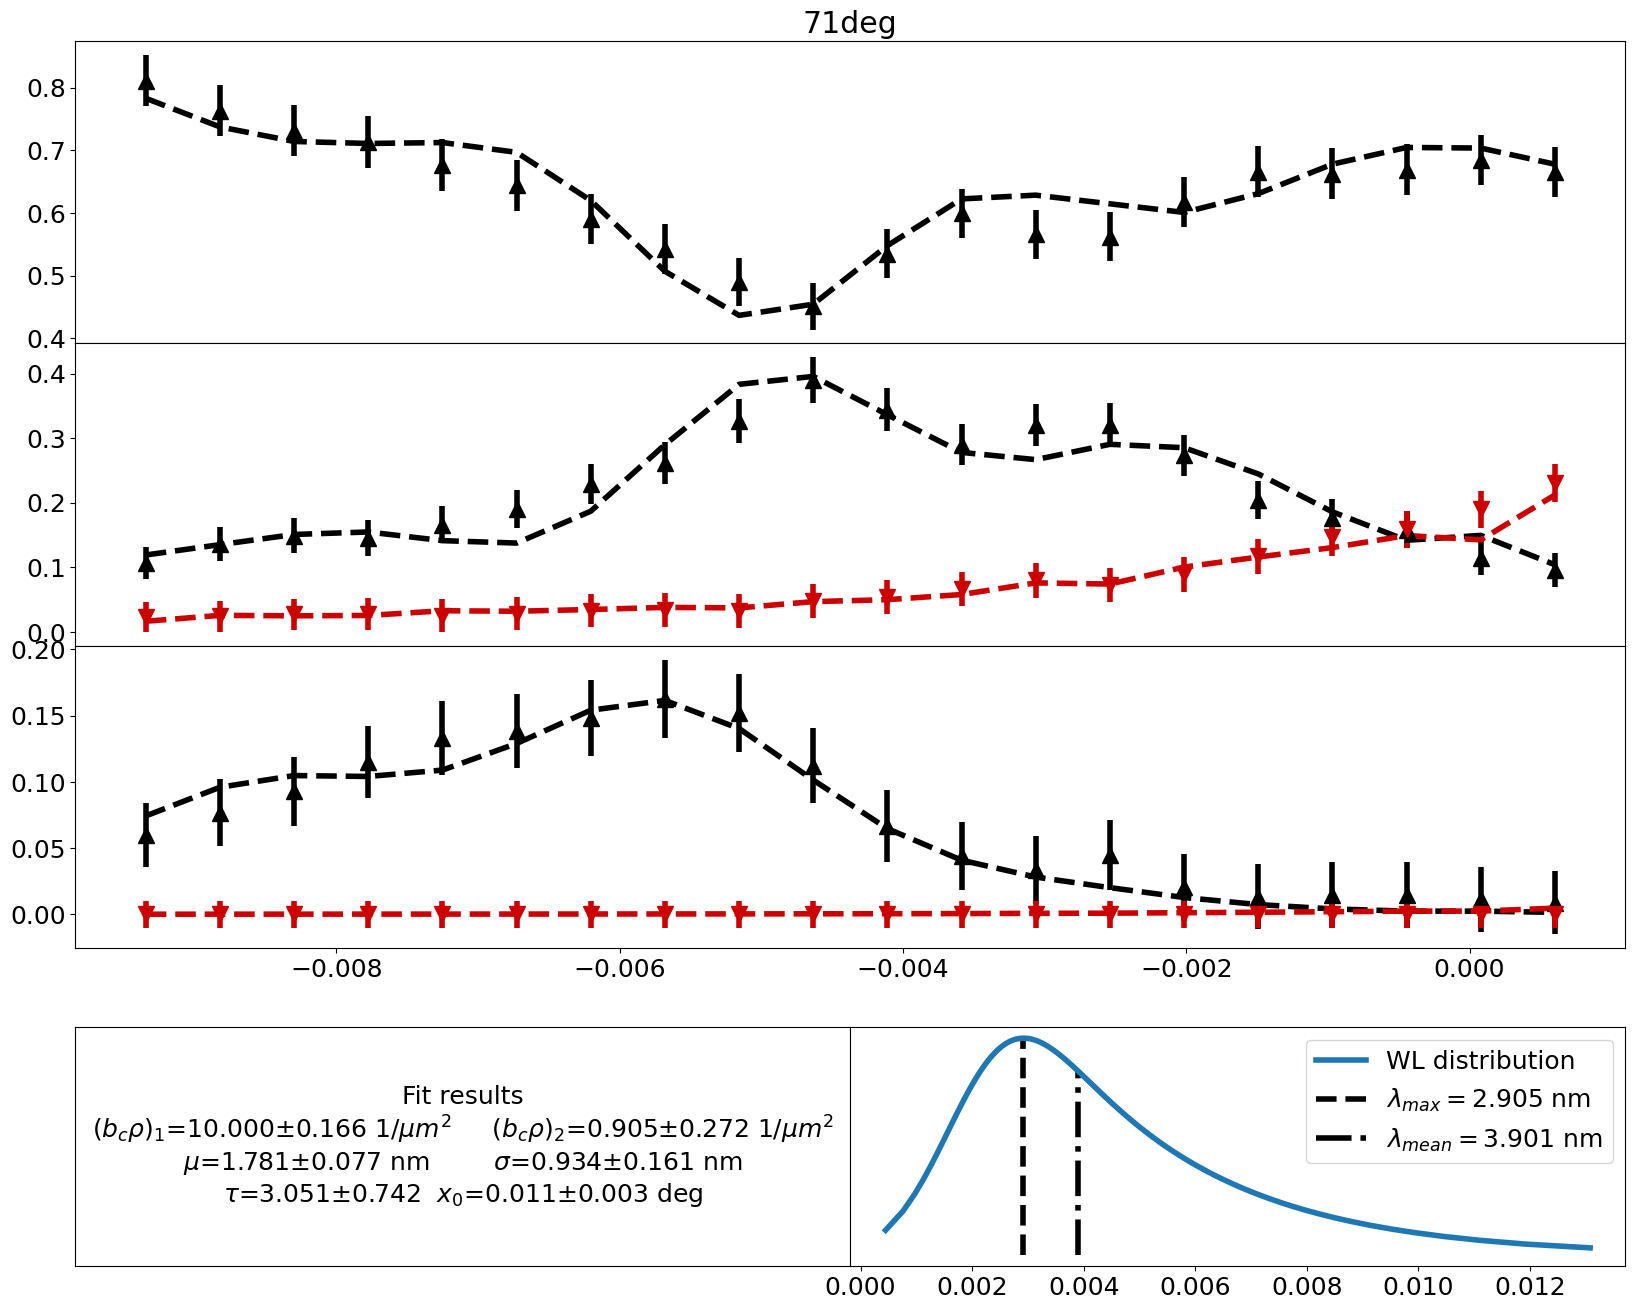 71deg
0.8
0.7
0.6
0.5
0.4
0.4
0.3
0.2
0.1
0.0
0.20
0.15
0.10
0.05
0.00
−0.008 −0.006 −0.004 −0.002 0.000
Fit results
(b_cρ)_1=10.000±0.166 1/μm^2 (b_cρ)_2=0.905±0.272 1/μm^2
μ=1.781±0.077 nm σ=0.934±0.161 nm
τ=3.051±0.742 x_0=0.011±0.003 deg
WL distribution
λ_max = 2.905 nm
λ_mean = 3.901 nm
0.000 0.002 0.004 0.006 0.008 0.010 0.012